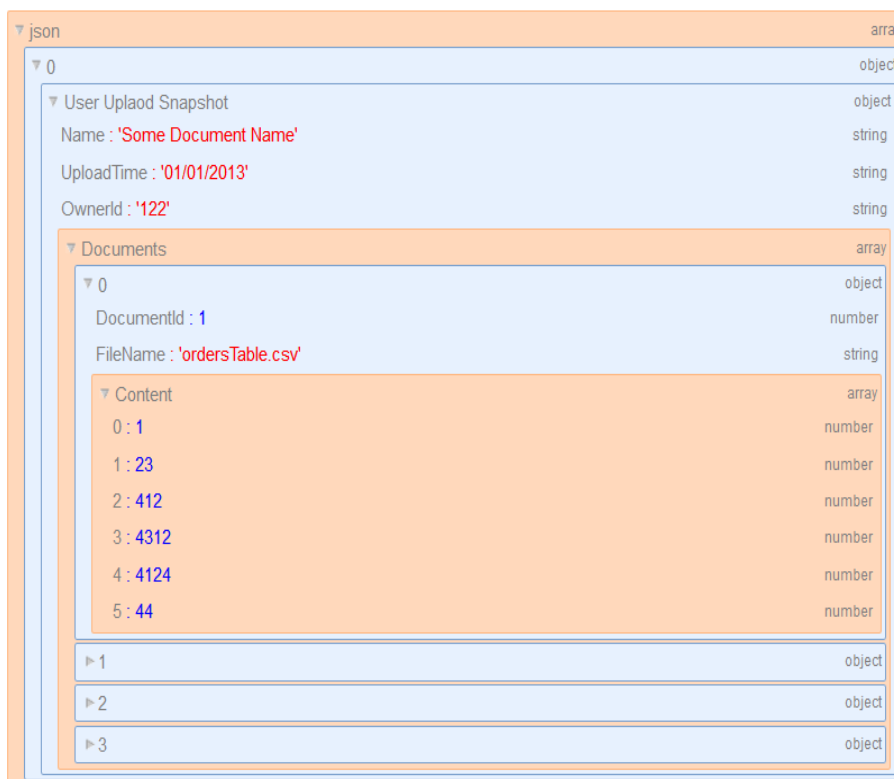 json arra
0 object
User Uplaod Snapshot object
Name : 'Some Document Name' string
UploadTime : '01/01/2013' string
OwnerId : '122' string
Documents array
0 object
DocumentId : 1 number
FileName : 'ordersTable.csv' string
Content array
0 : 1 number
1 : 23 number
2 : 412 number
3 : 4312 number
4 : 4124 number
5 : 44 number
1 object
2 object
3 object